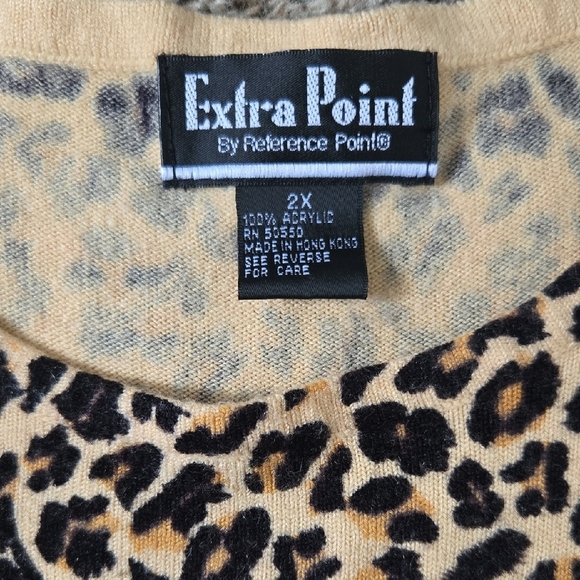 Extra Point
By Reference Point®
2X
100% ACRYLIC
RN 50550
MADE IN HONG KONG
SEE REVERSE
FOR CARE